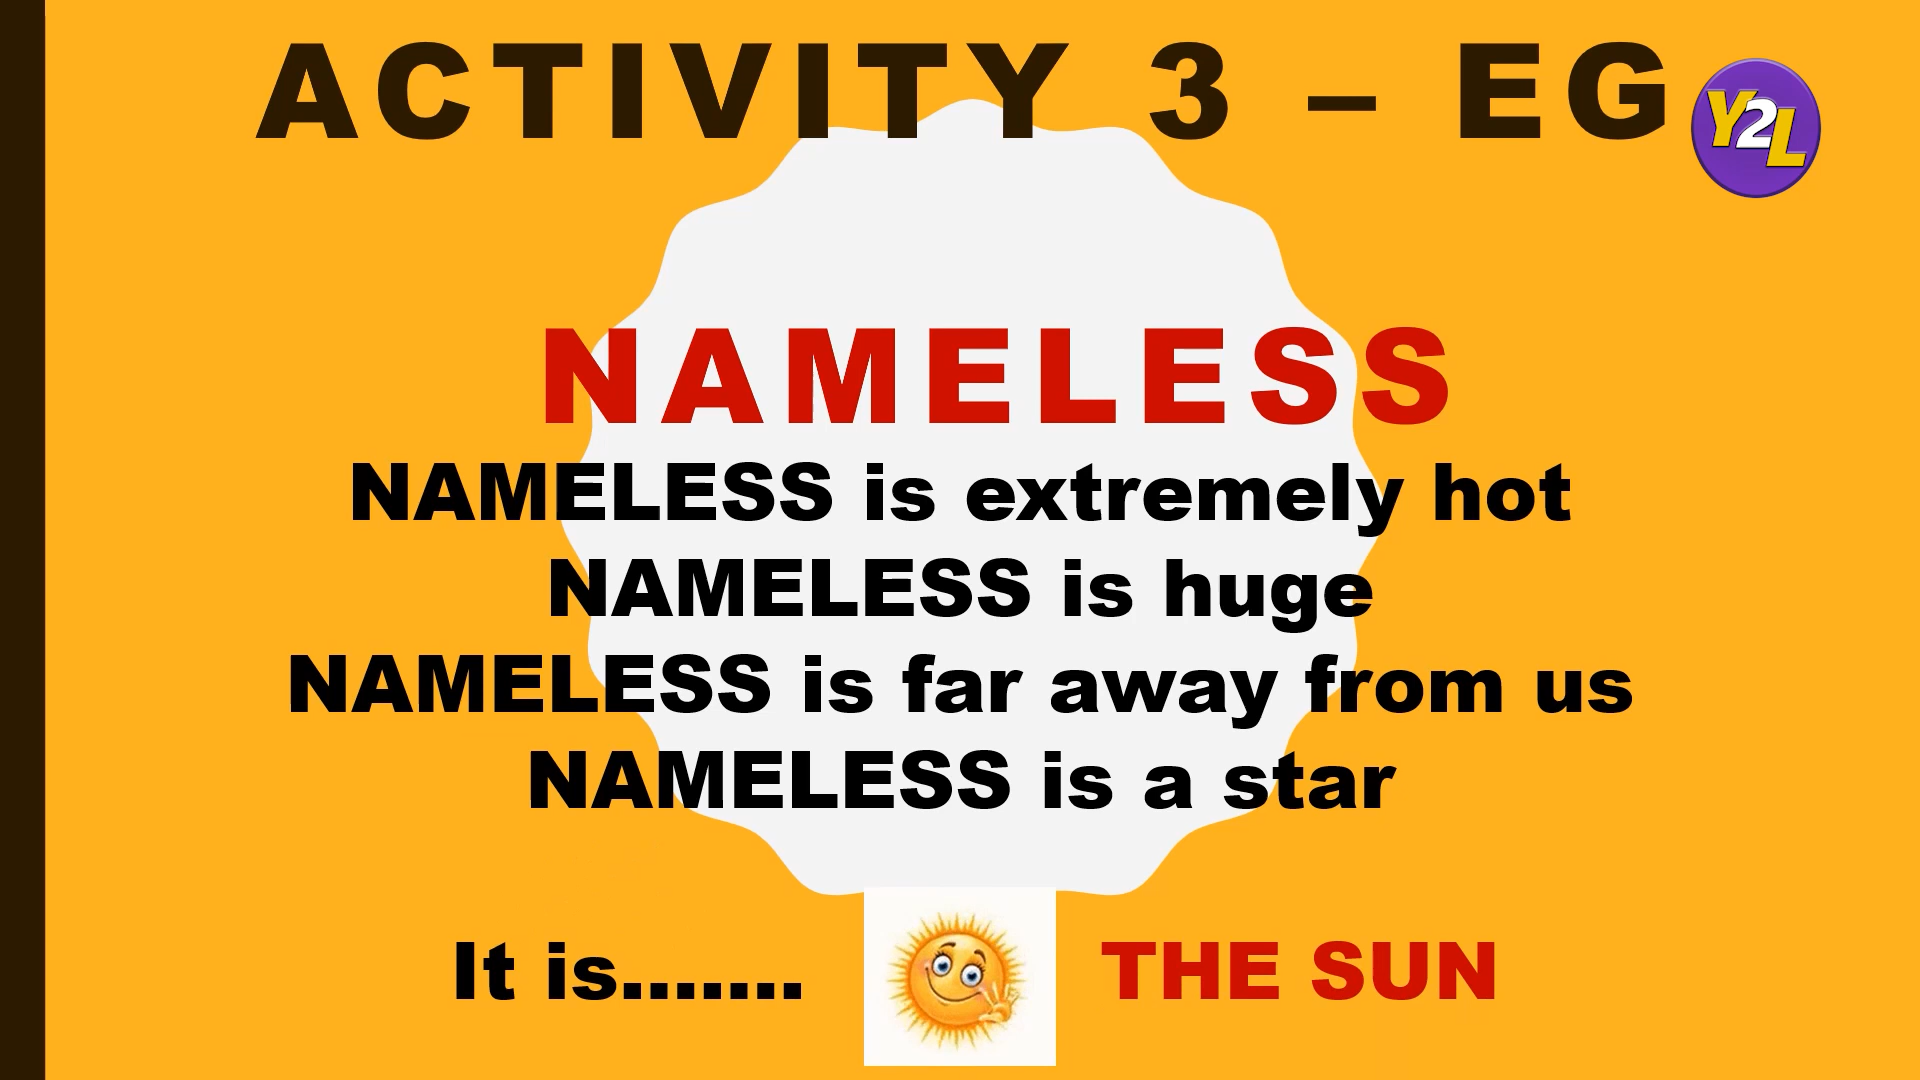 ACTIVITY 3 – EG
Y2L
NAMELESS
NAMELESS is extremely hot
NAMELESS is huge
NAMELESS is far away from us
NAMELESS is a star
It is....... THE SUN